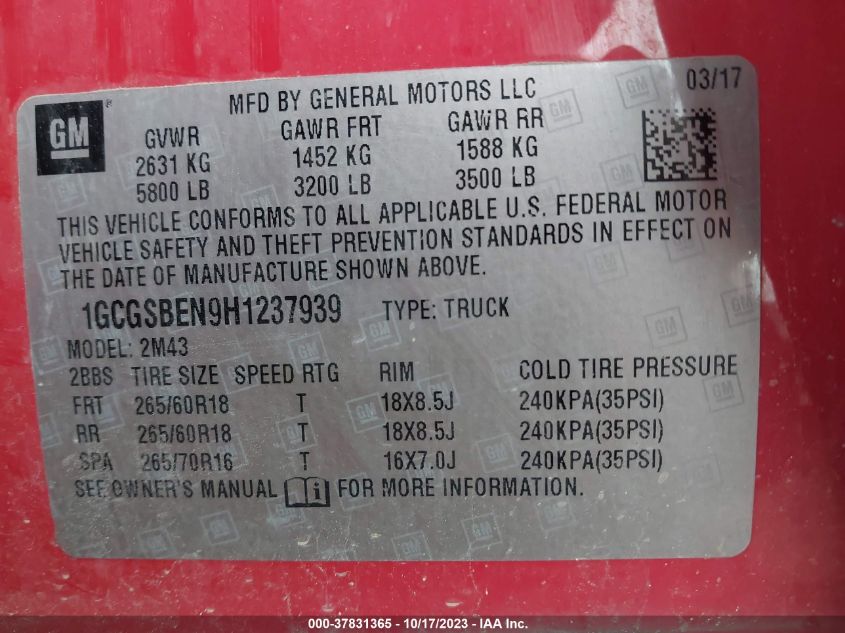 GM ®
MFD BY GENERAL MOTORS LLC
03/17
GVWR GAWR FRT GAWR RR
2631 KG 1452 KG 1588 KG
5800 LB 3200 LB 3500 LB
THIS VEHICLE CONFORMS TO ALL APPLICABLE U.S. FEDERAL MOTOR
VEHICLE SAFETY AND THEFT PREVENTION STANDARDS IN EFFECT ON
THE DATE OF MANUFACTURE SHOWN ABOVE.
1GCGSBEN9H1237939 TYPE: TRUCK
MODEL: 2M43
2BBS TIRE SIZE SPEED RTG RIM COLD TIRE PRESSURE
FRT 265/60R18 T 18X8.5J 240KPA(35PSI)
RR 265/60R18 T 18X8.5J 240KPA(35PSI)
SPA 265/70R16 T 16X7.0J 240KPA(35PSI)
SEE OWNER'S MANUAL i FOR MORE INFORMATION.
000-37831365 - 10/17/2023 - IAA Inc.